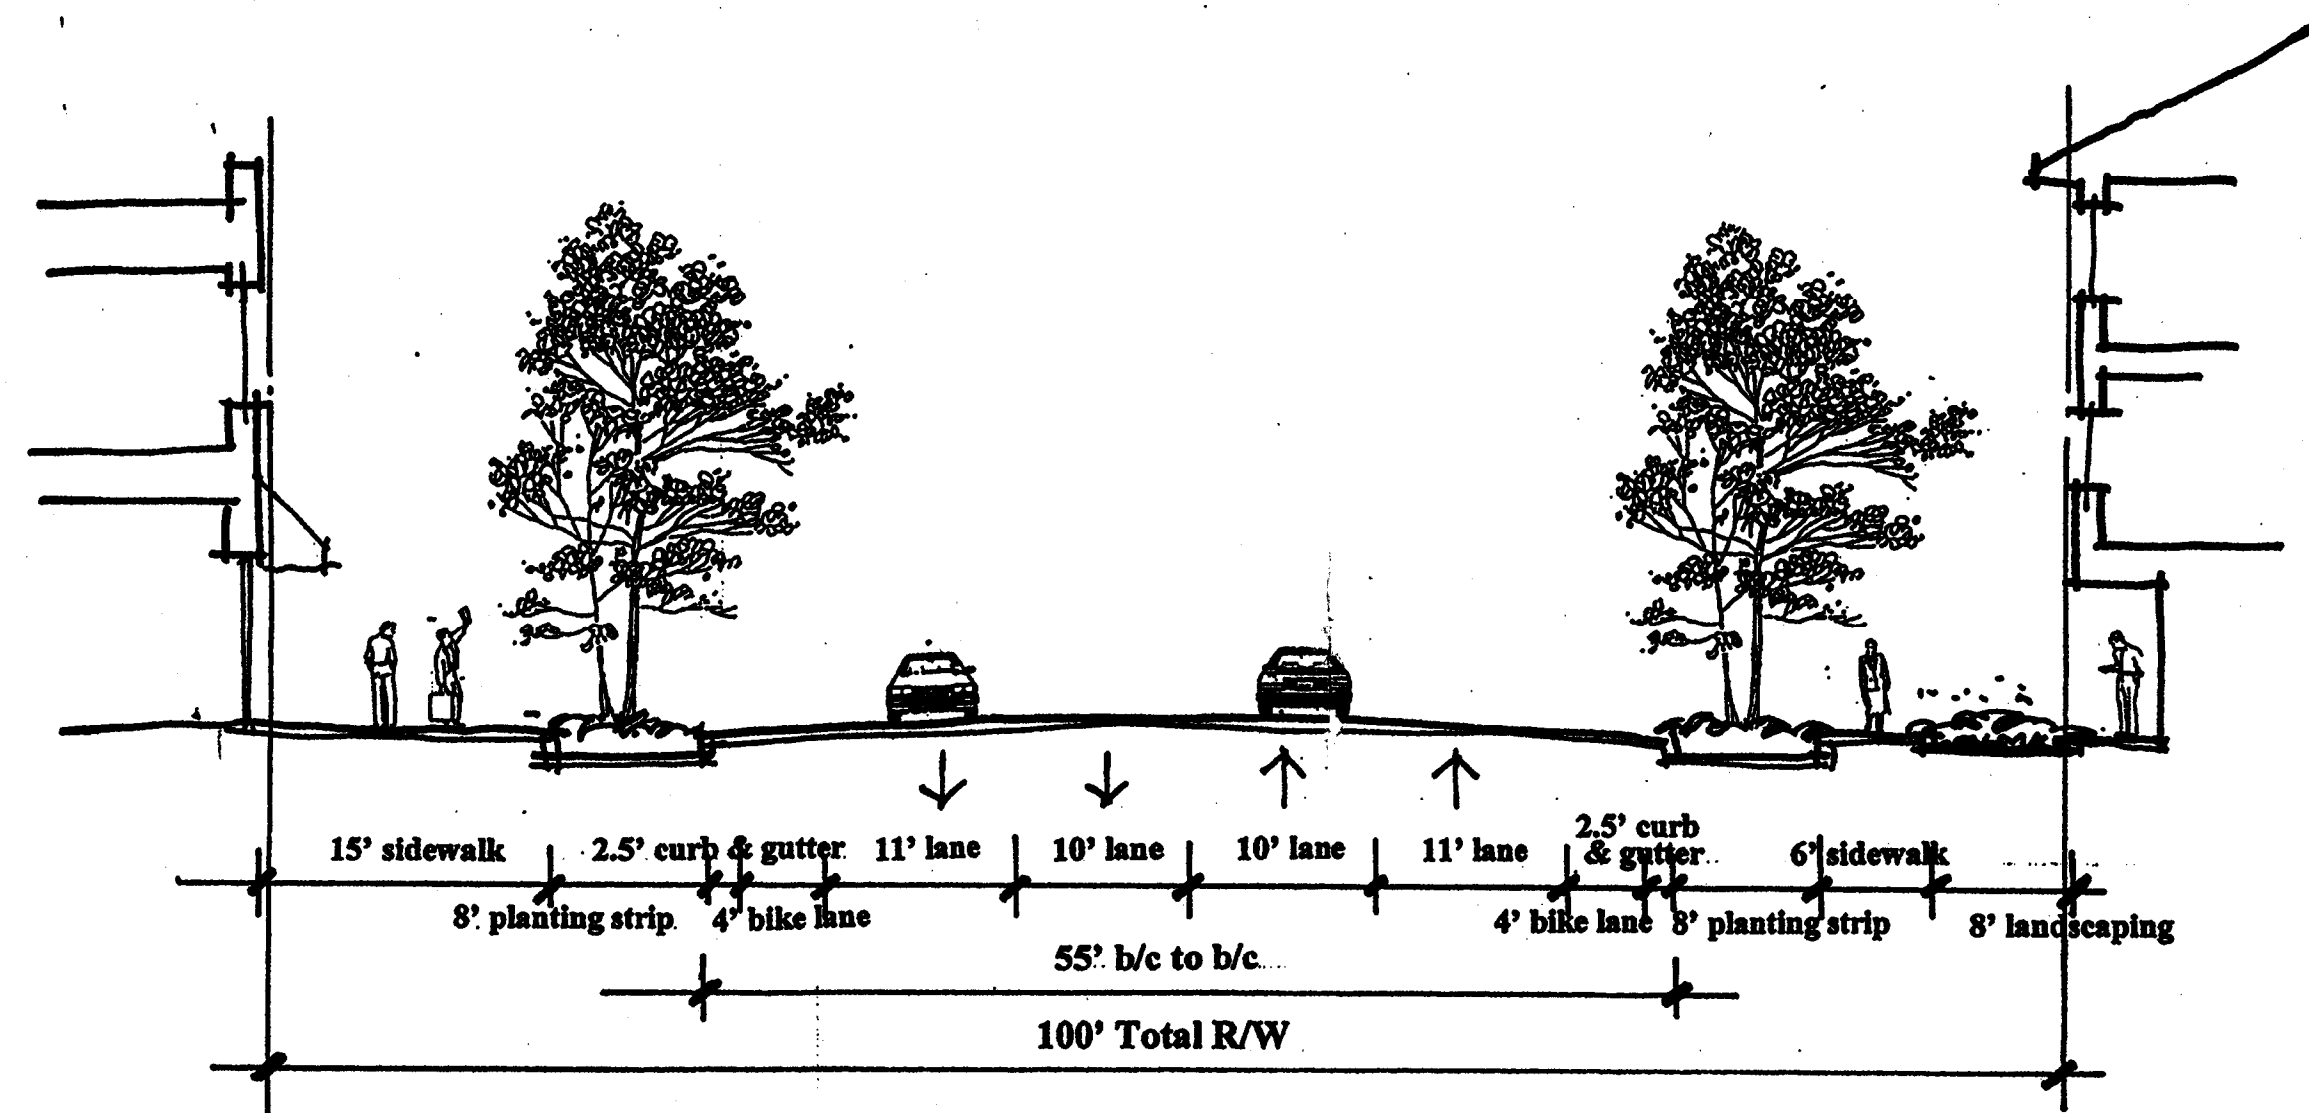 15' sidewalk
2.5' curb & gutter
11' lane
10' lane
10' lane
11' lane
2.5' curb
& gutter
6' sidewalk
8' planting strip
4' bike lane
4' bike lane
8' planting strip
8' landscaping
55' b/c to b/c
100' Total R/W